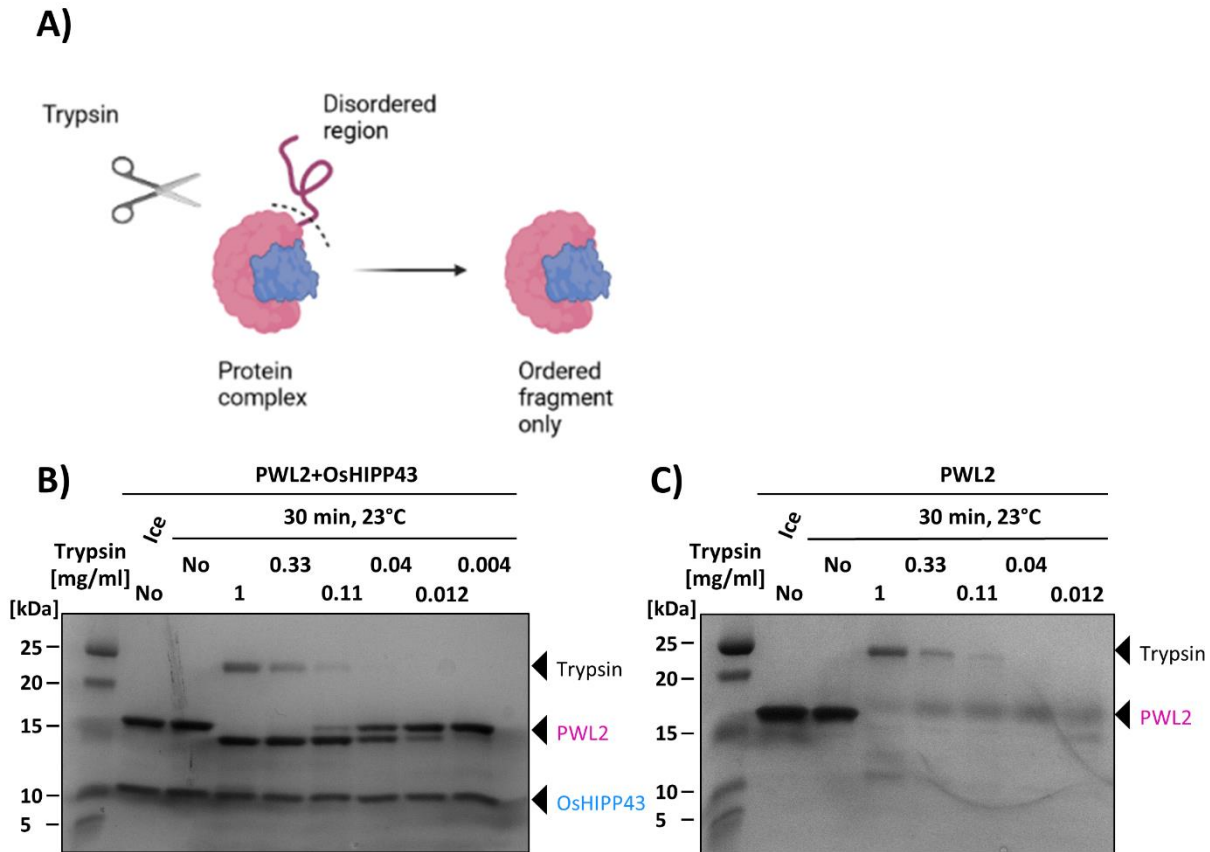 A)
Trypsin
Disordered
region
Protein
complex
Ordered
fragment
only
B)
PWL2+OsHIPP43
Ice
30 min, 23°C
Trypsin
[mg/ml]
No 0.33 0.04 0.004
No 1 0.11 0.012
[kDa]
25
20
15
10
5
Trypsin
PWL2
OsHIPP43
C)
PWL2
Ice
30 min, 23°C
Trypsin
[mg/ml]
No 0.33 0.04
No 1 0.11 0.012
[kDa]
25
20
15
10
5
Trypsin
PWL2